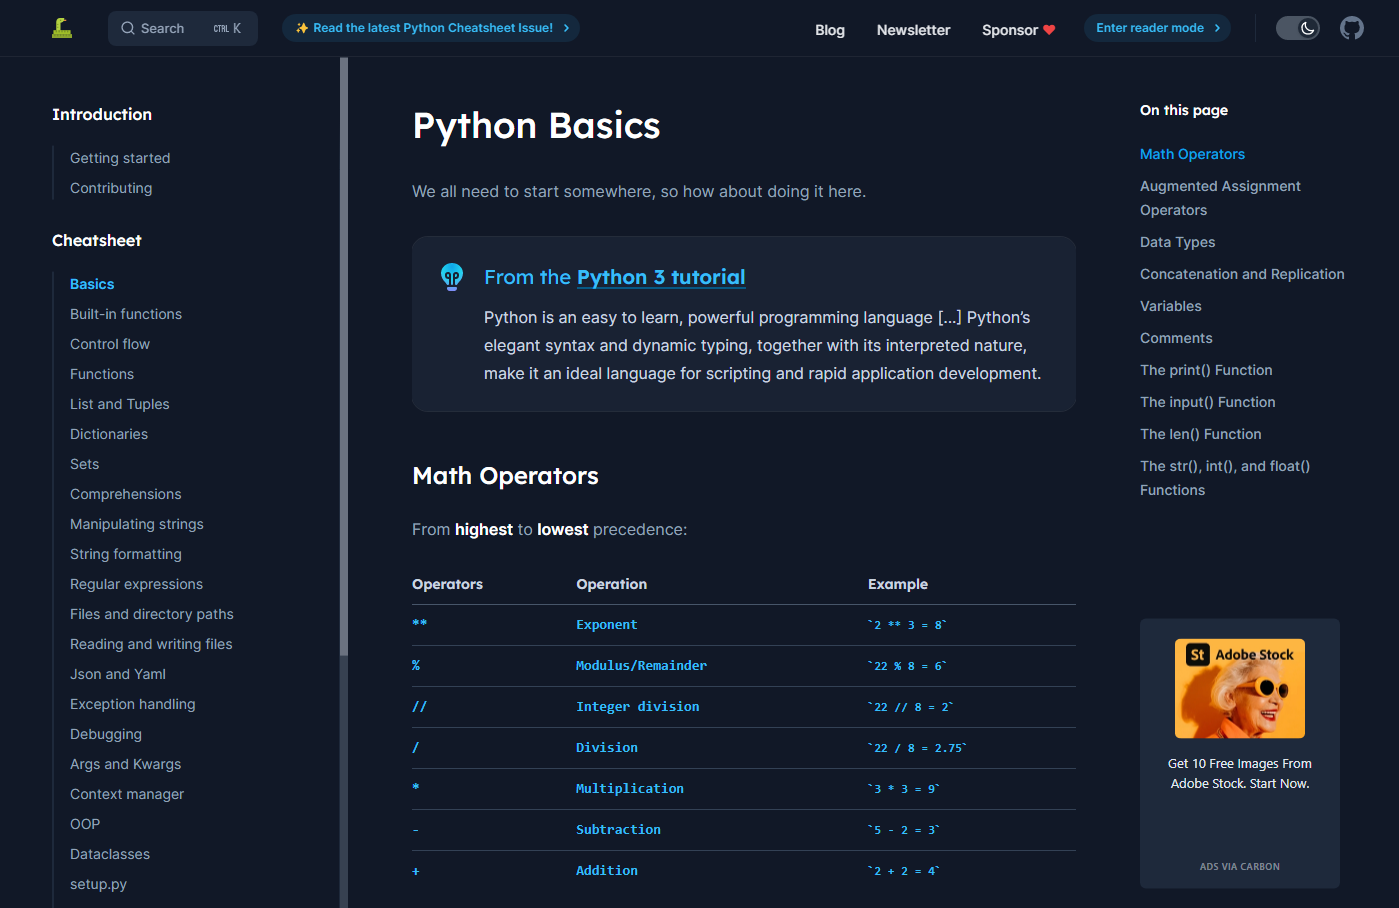 Search CTRL K
✨ Read the latest Python Cheatsheet Issue!
Blog
Newsletter
Sponsor ❤️
Enter reader mode
Introduction
Getting started
Contributing
Cheatsheet
Basics
Built-in functions
Control flow
Functions
List and Tuples
Dictionaries
Sets
Comprehensions
Manipulating strings
String formatting
Regular expressions
Files and directory paths
Reading and writing files
Json and Yaml
Exception handling
Debugging
Args and Kwargs
Context manager
OOP
Dataclasses
setup.py
Python Basics
We all need to start somewhere, so how about doing it here.
From the Python 3 tutorial
Python is an easy to learn, powerful programming language [...] Python's
elegant syntax and dynamic typing, together with its interpreted nature,
make it an ideal language for scripting and rapid application development.
Math Operators
From highest to lowest precedence:
Operators Operation Example
** Exponent `2 ** 3 = 8`
% Modulus/Remainder `22 % 8 = 6`
// Integer division `22 // 8 = 2`
/ Division `22 / 8 = 2.75`
* Multiplication `3 * 3 = 9`
- Subtraction `5 - 2 = 3`
+ Addition `2 + 2 = 4`
On this page
Math Operators
Augmented Assignment
Operators
Data Types
Concatenation and Replication
Variables
Comments
The print() Function
The input() Function
The len() Function
The str(), int(), and float()
Functions
St Adobe Stock
Get 10 Free Images From
Adobe Stock. Start Now.
ADS VIA CARBON